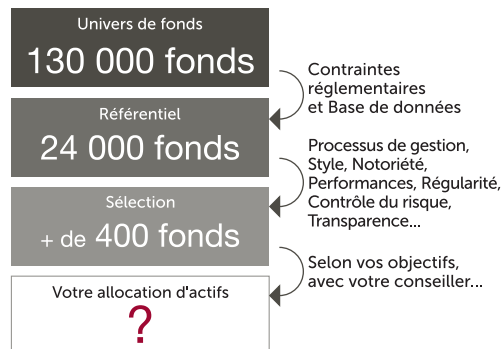 Univers de fonds
130 000 fonds
Contraintes
réglementaires
et Base de données
Référentiel
24 000 fonds
Processus de gestion,
Style, Notoriété,
Performances, Régularité,
Contrôle du risque,
Transparence...
Sélection
+ de 400 fonds
Selon vos objectifs,
avec votre conseiller...
Votre allocation d'actifs
?